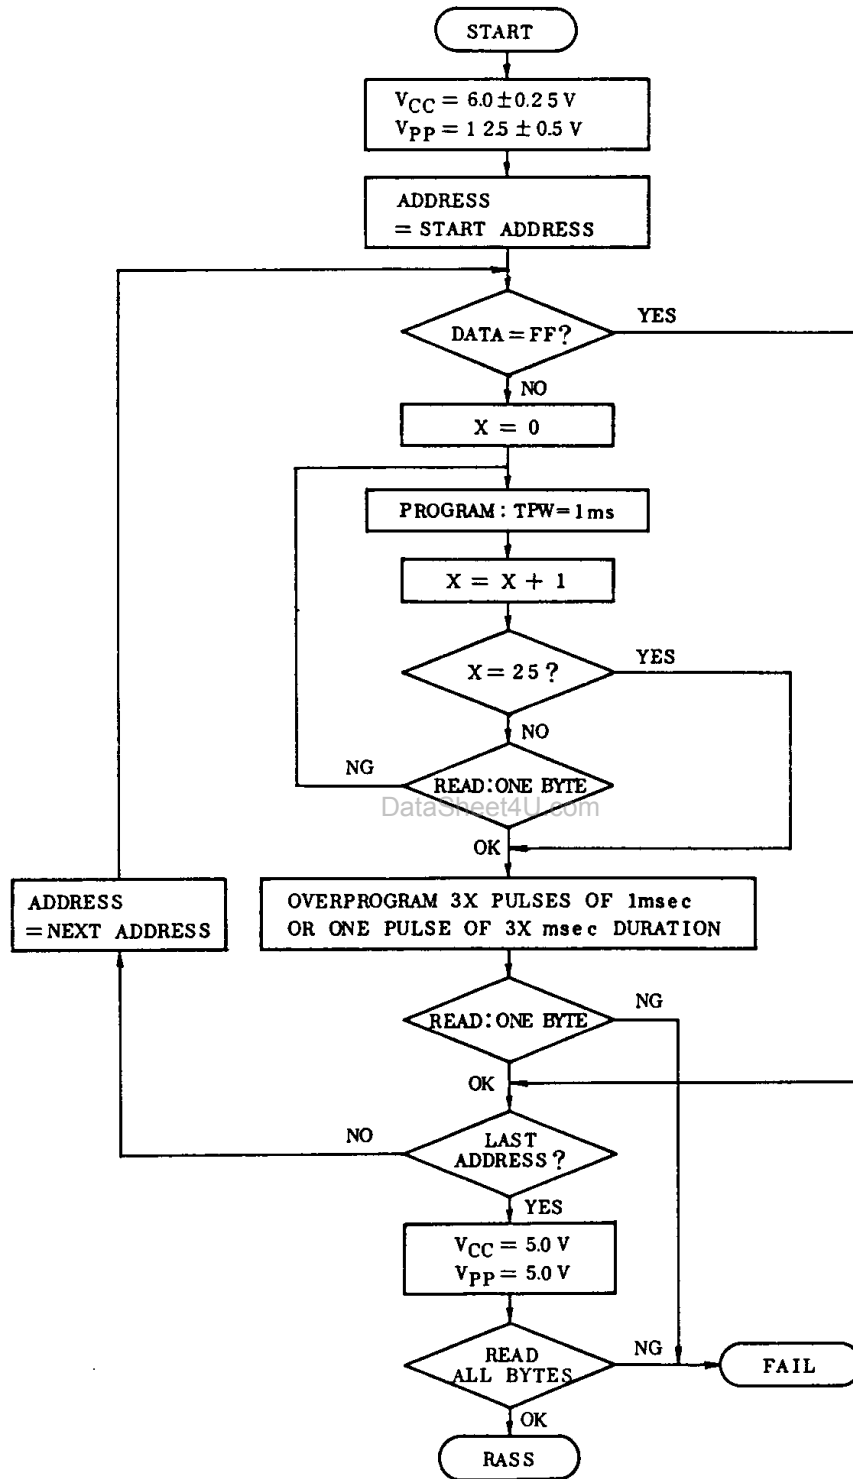 START
VCC = 6.0 ± 0.25 V
VPP = 12.5 ± 0.5 V
ADDRESS
= START ADDRESS
DATA = FF?
YES
NO
X = 0
PROGRAM: TPW = 1ms
X = X + 1
X = 25?
YES
NO
READ: ONE BYTE
NG
DataSheet4U.com
OK
ADDRESS
= NEXT ADDRESS
OVERPROGRAM 3X PULSES OF 1msec
OR ONE PULSE OF 3X msec DURATION
READ: ONE BYTE
NG
OK
LAST
ADDRESS?
NO
YES
VCC = 5.0 V
VPP = 5.0 V
READ
ALL BYTES
NG
FAIL
OK
RASS